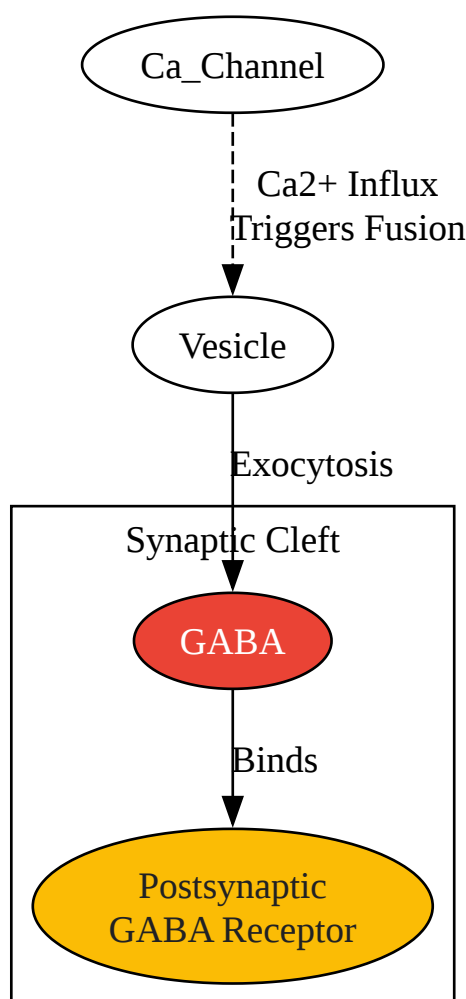 Ca_Channel
Ca2+ Influx
Triggers Fusion
Vesicle
Exocytosis
Synaptic Cleft
GABA
Binds
Postsynaptic
GABA Receptor